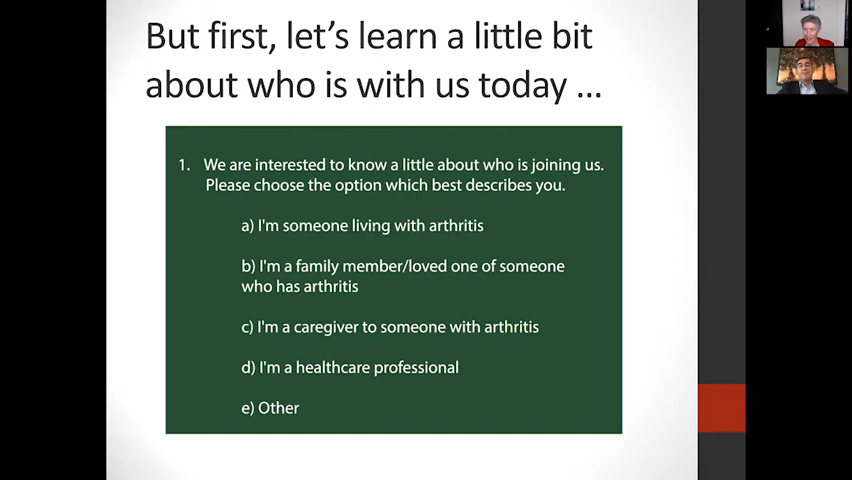 But first, let's learn a little bit
about who is with us today ...
1. We are interested to know a little about who is joining us.
Please choose the option which best describes you.
a) I'm someone living with arthritis
b) I'm a family member/loved one of someone
who has arthritis
c) I'm a caregiver to someone with arthritis
d) I'm a healthcare professional
e) Other